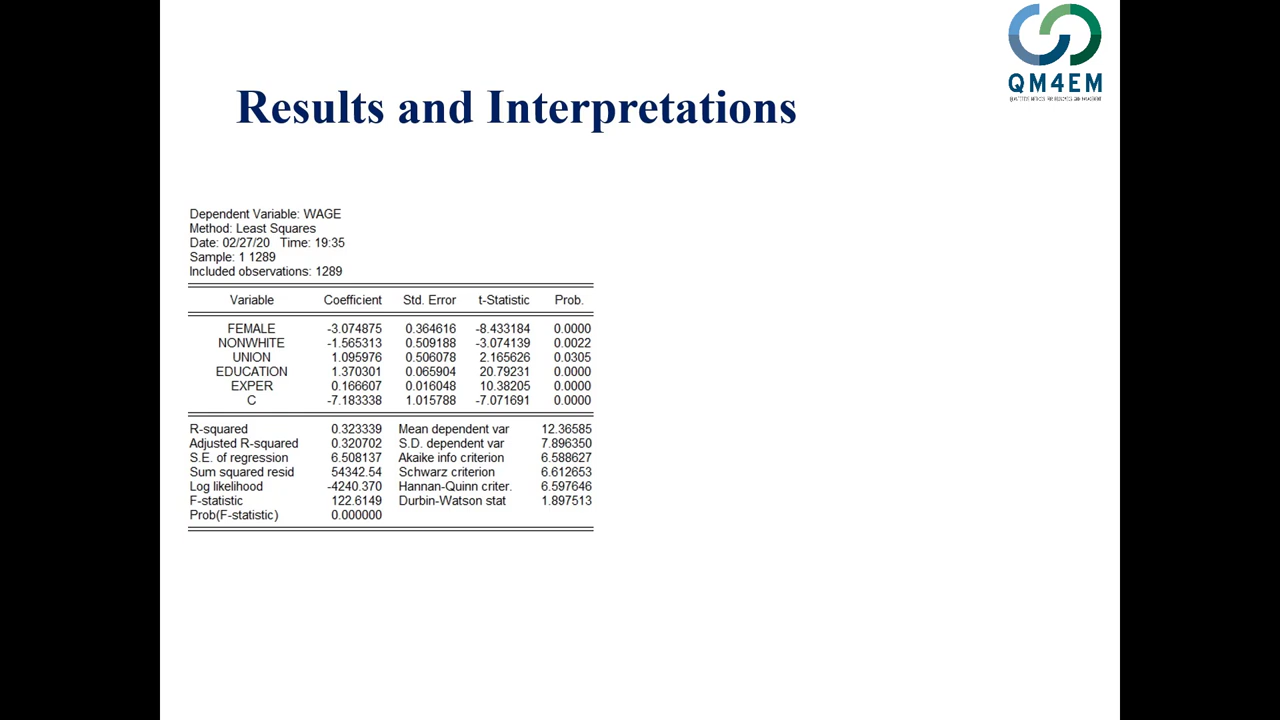 QM4EM
QUANTITATIVE METHODS FOR ECONOMICS AND MANAGEMENT
Results and Interpretations
Dependent Variable: WAGE
Method: Least Squares
Date: 02/27/20 Time: 19:35
Sample: 1 1289
Included observations: 1289
Variable Coefficient Std. Error t-Statistic Prob.
FEMALE -3.074875 0.364616 -8.433184 0.0000
NONWHITE -1.565313 0.509188 -3.074139 0.0022
UNION 1.095976 0.506078 2.165626 0.0305
EDUCATION 1.370301 0.065904 20.79231 0.0000
EXPER 0.166607 0.016048 10.38205 0.0000
C -7.183338 1.015788 -7.071691 0.0000
R-squared 0.323339 Mean dependent var 12.36585
Adjusted R-squared 0.320702 S.D. dependent var 7.896350
S.E. of regression 6.508137 Akaike info criterion 6.588627
Sum squared resid 54342.54 Schwarz criterion 6.612653
Log likelihood -4240.370 Hannan-Quinn criter. 6.597646
F-statistic 122.6149 Durbin-Watson stat 1.897513
Prob(F-statistic) 0.000000